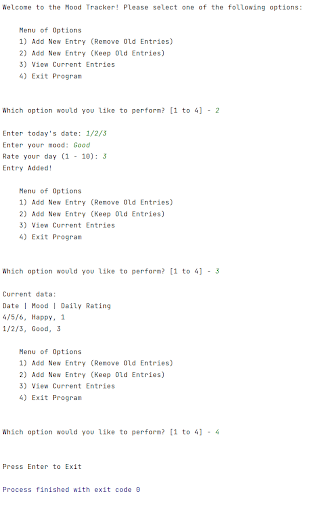 Welcome to the Mood Tracker! Please select one of the following options:
Menu of Options
1) Add New Entry (Remove Old Entries)
2) Add New Entry (Keep Old Entries)
3) View Current Entries
4) Exit Program
Which option would you like to perform? [1 to 4] - 2
Enter today's date: 1/2/3
Enter your mood: Good
Rate your day (1 - 10): 3
Entry Added!
Menu of Options
1) Add New Entry (Remove Old Entries)
2) Add New Entry (Keep Old Entries)
3) View Current Entries
4) Exit Program
Which option would you like to perform? [1 to 4] - 3
Current data:
Date | Mood | Daily Rating
4/5/6, Happy, 1
1/2/3, Good, 3
Menu of Options
1) Add New Entry (Remove Old Entries)
2) Add New Entry (Keep Old Entries)
3) View Current Entries
4) Exit Program
Which option would you like to perform? [1 to 4] - 4
Press Enter to Exit
Process finished with exit code 0